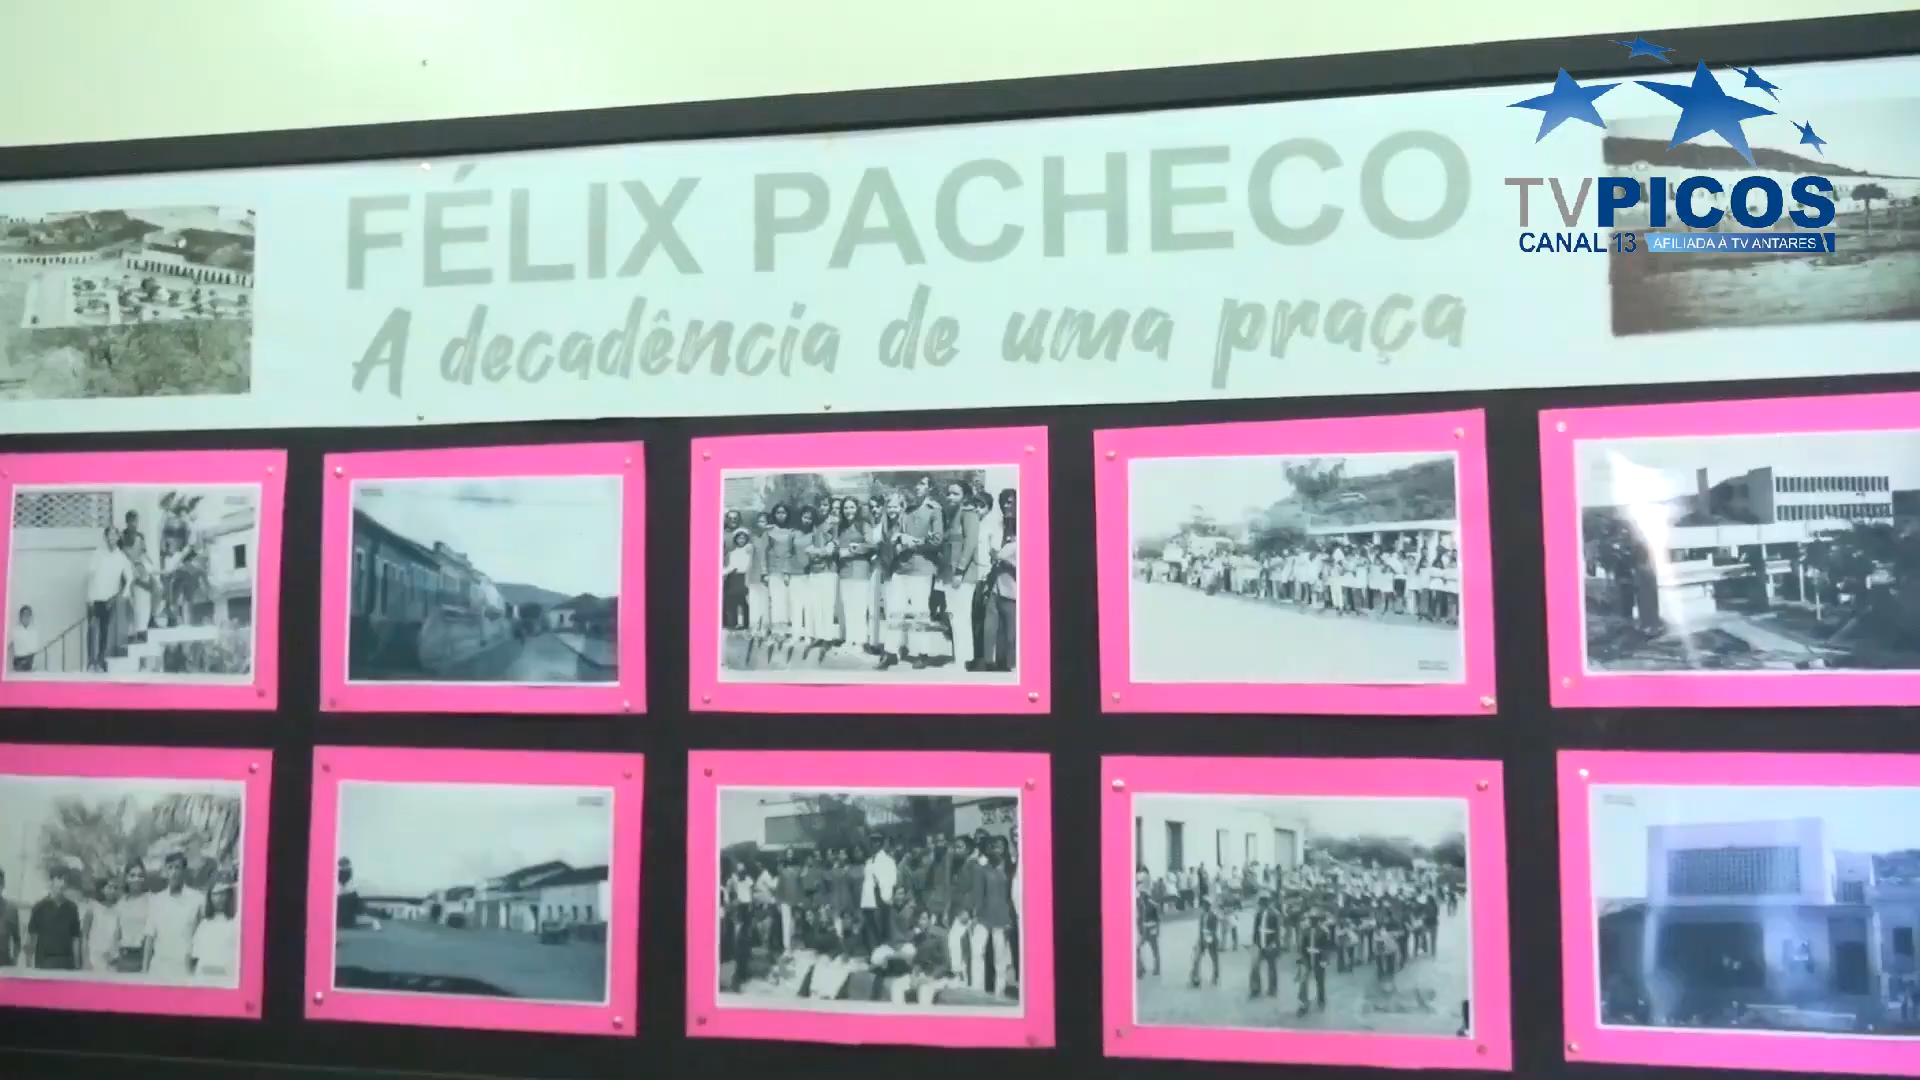 FÉLIX PACHECO
A decadência de uma praça
TVPICOS
CANAL 13
AFILIADA À TV ANTARES